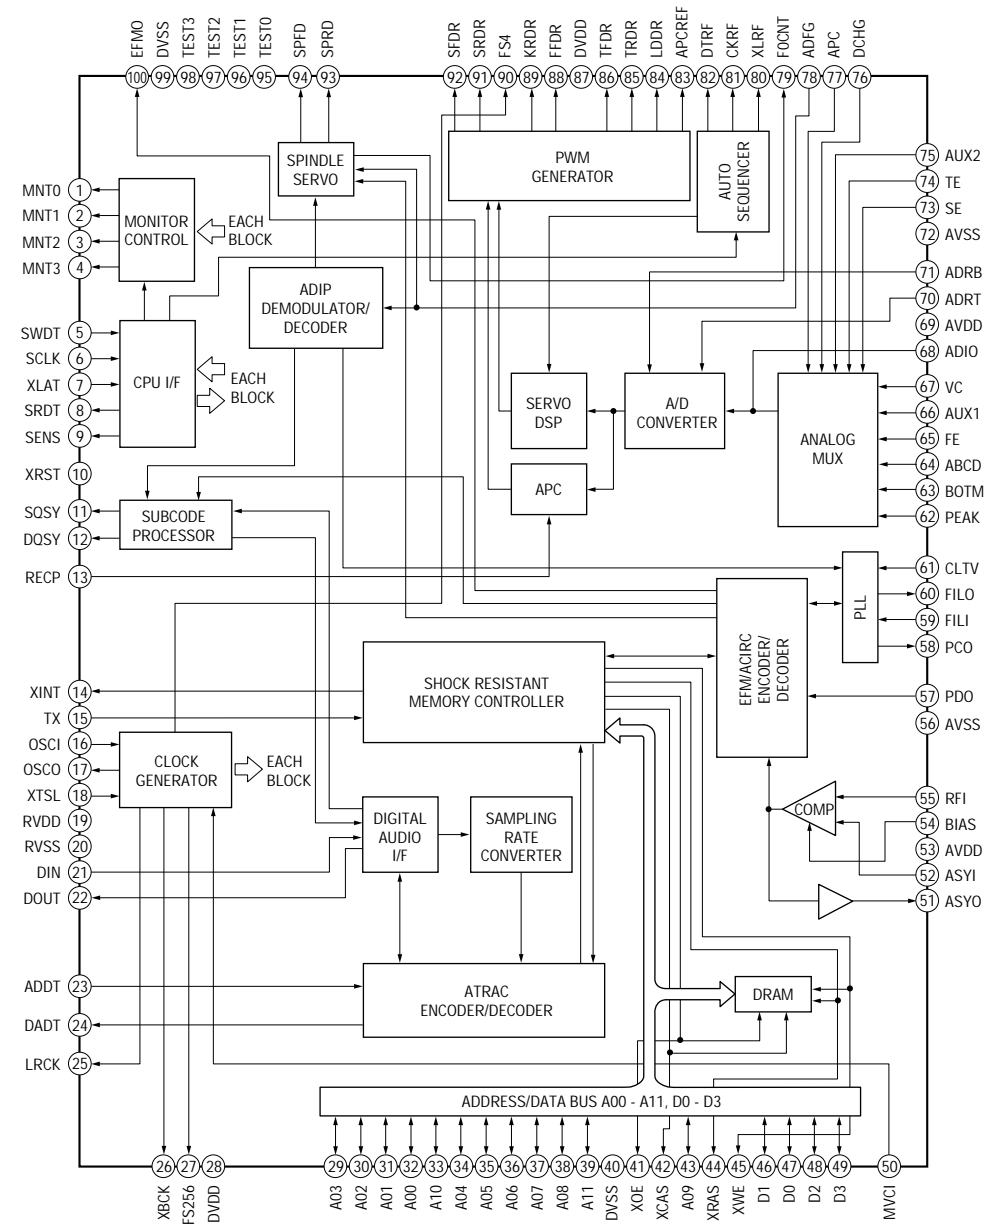 EFMO
DVSS
TEST3
TEST2
TEST1
TEST0
SPFD
SPRD
SFDR
SRDR
FS4
KRDR
FFDR
DVDD
TFDR
TRDR
LDDR
APCREF
DTRF
CKRF
XLRF
F0CNT
ADFG
APC
DCHG
100 99 98 97 96 95 94 93 92 91 90 89 88 87 86 85 84 83 82 81 80 79 78 77 76
SPINDLE
SERVO
PWM
GENERATOR
AUTO
SEQUENCER
MNT0 1
MNT1 2
MNT2 3
MNT3 4
MONITOR
CONTROL
EACH
BLOCK
75 AUX2
74 TE
73 SE
72 AVSS
71 ADRB
70 ADRT
69 AVDD
68 ADIO
ADIP
DEMODULATOR/
DECODER
SWDT 5
SCLK 6
XLAT 7
SRDT 8
SENS 9
CPU I/F
EACH
BLOCK
SERVO
DSP
A/D
CONVERTER
ANALOG
MUX
67 VC
66 AUX1
65 FE
64 ABCD
63 BOTM
62 PEAK
XRST 10
SQSY 11
DQSY 12
RECP 13
SUBCODE
PROCESSOR
APC
61 CLTV
60 FILO
59 FILI
58 PCO
PLL
EFM/ACIRC
ENCODER/
DECODER
57 PDO
56 AVSS
SHOCK RESISTANT
MEMORY CONTROLLER
XINT 14
TX 15
OSCI 16
OSCO 17
XTSL 18
RVDD 19
RVSS 20
DIN 21
DOUT 22
CLOCK
GENERATOR
EACH
BLOCK
DIGITAL
AUDIO
I/F
SAMPLING
RATE
CONVERTER
COMP
55 RFI
54 BIAS
53 AVDD
52 ASYI
51 ASYO
ADDT 23
DADT 24
LRCK 25
ATRAC
ENCODER/DECODER
DRAM
ADDRESS/DATA BUS A00 - A11, D0 - D3
26 27 28 29 30 31 32 33 34 35 36 37 38 39 40 41 42 43 44 45 46 47 48 49 50
XBCK
FS256
DVDD
A03
A02
A01
A00
A10
A04
A05
A06
A07
A08
A11
DVSS
XOE
XCAS
A09
XRAS
XWE
D1
D0
D2
D3
MVCI